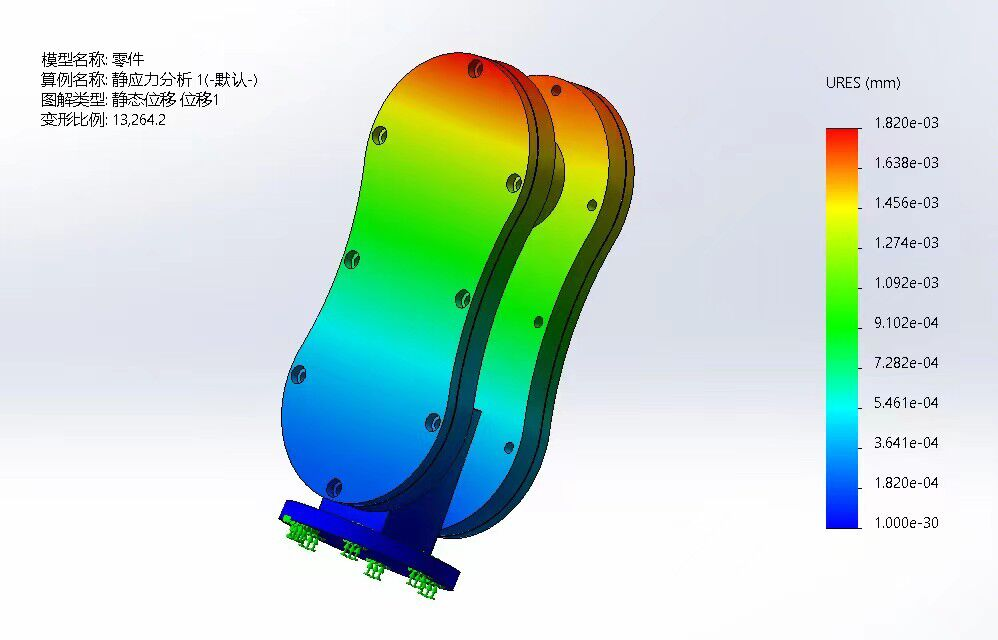 模型名称: 零件
算例名称: 静应力分析 1(-默认-)
图解类型: 静态位移 位移1
变形比例: 13,264.2
URES (mm)
1.820e-03
1.638e-03
1.456e-03
1.274e-03
1.092e-03
9.102e-04
7.282e-04
5.461e-04
3.641e-04
1.820e-04
1.000e-30